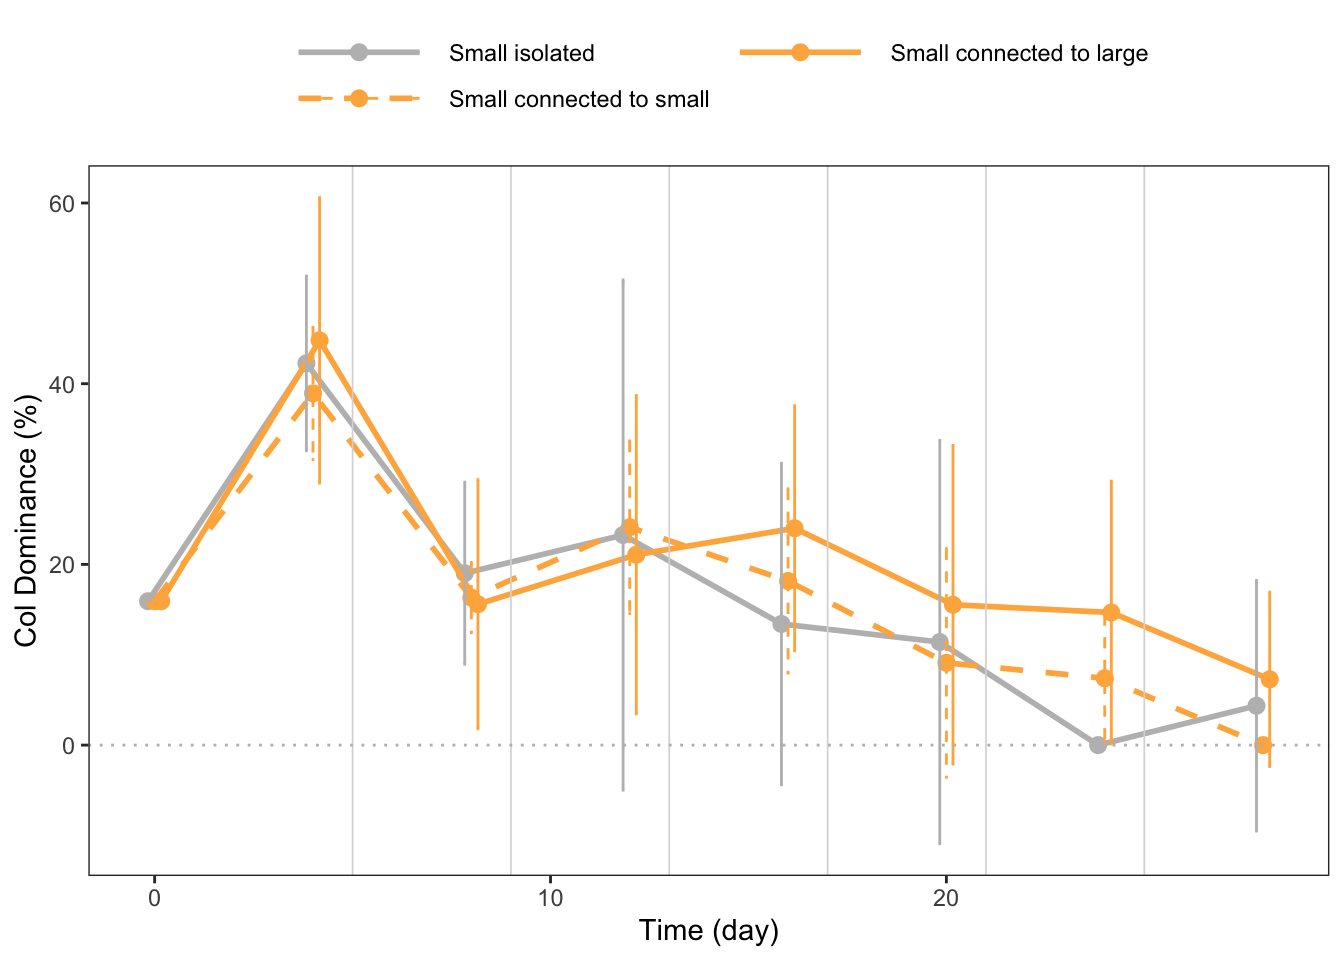 Small isolated
Small connected to large
Small connected to small
60
40
20
0
Col Dominance (%)
0
10
20
Time (day)